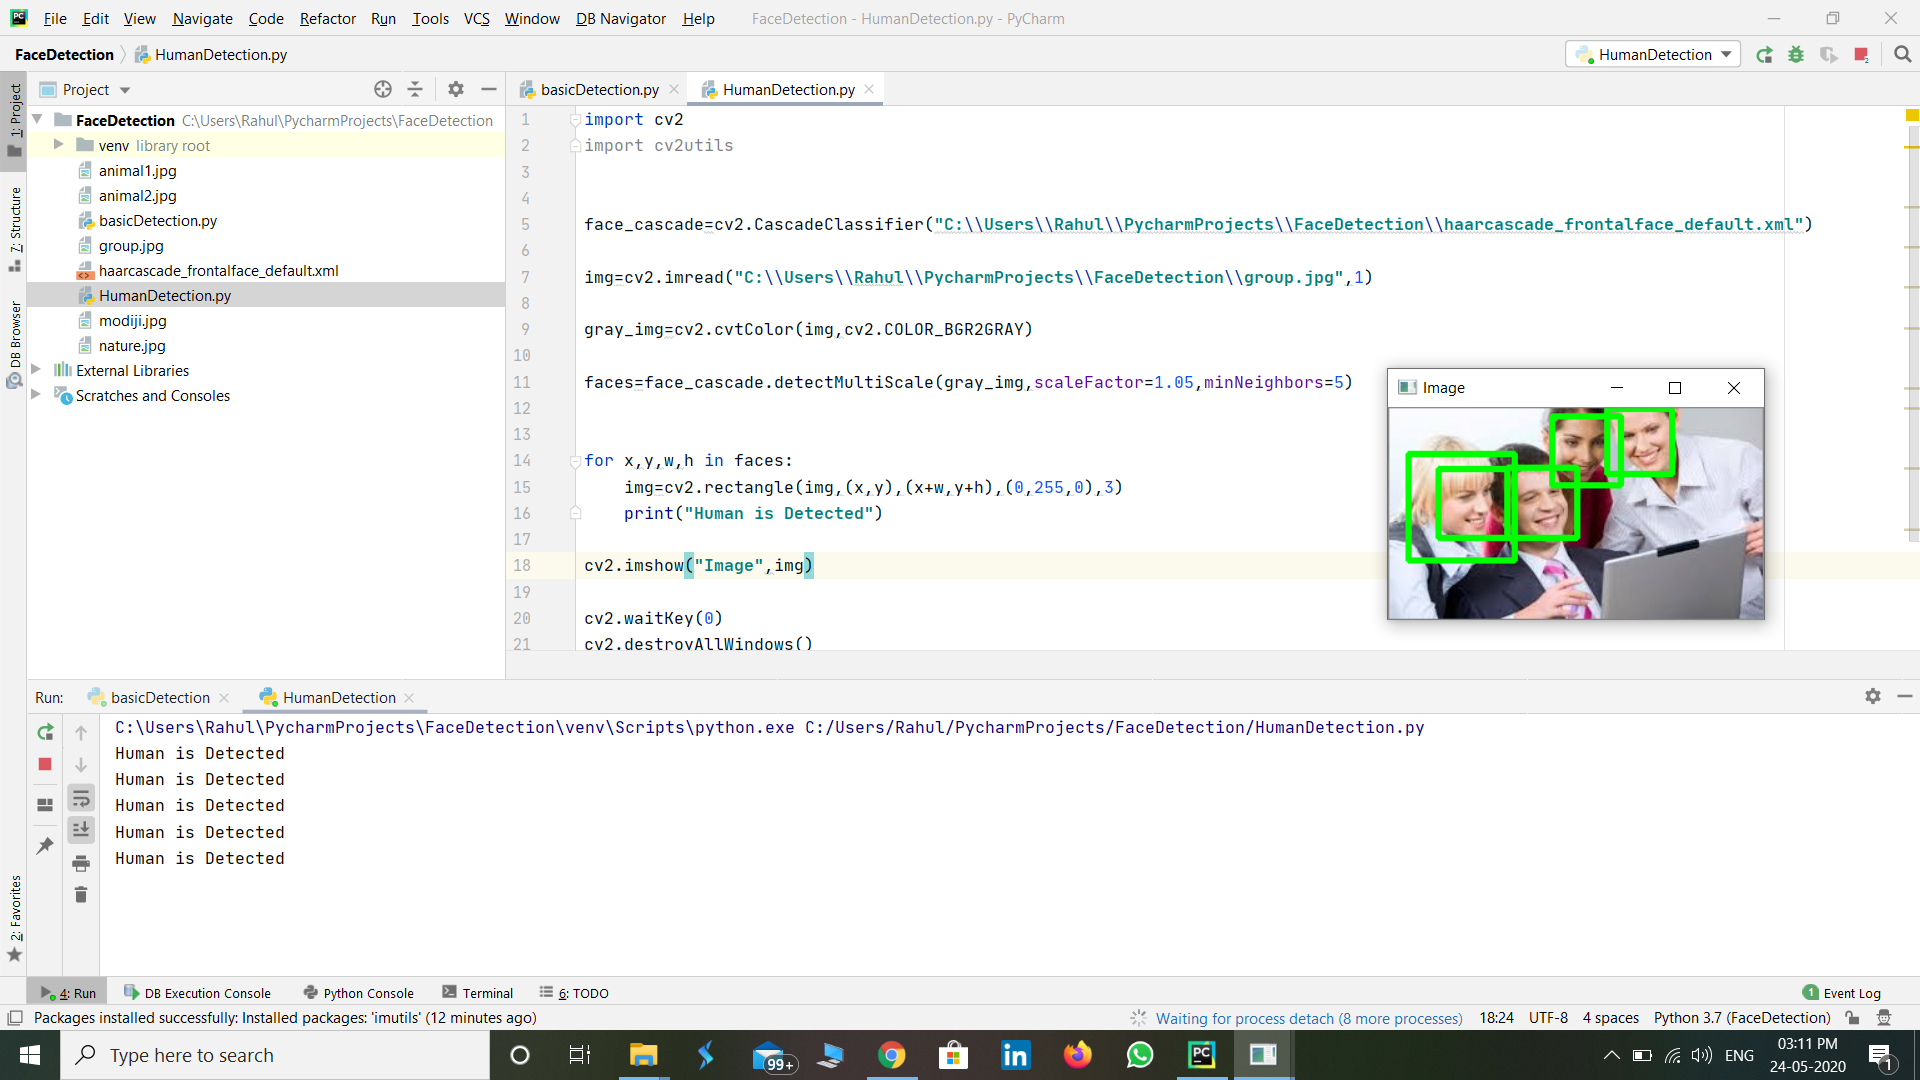 File Edit View Navigate Code Refactor Run Tools VCS Window DB Navigator Help FaceDetection - HumanDetection.py - PyCharm
FaceDetection HumanDetection.py HumanDetection
Project
basicDetection.py HumanDetection.py
FaceDetection C:\Users\Rahul\PycharmProjects\FaceDetection
venv library root
animal1.jpg
animal2.jpg
basicDetection.py
group.jpg
haarcascade_frontalface_default.xml
HumanDetection.py
modiji.jpg
nature.jpg
External Libraries
Scratches and Consoles
1: Project
7: Structure
DB Browser
2: Favorites
1 import cv2
2 import cv2utils
3
4
5 face_cascade=cv2.CascadeClassifier("C:\\Users\\Rahul\\PycharmProjects\\FaceDetection\\haarcascade_frontalface_default.xml")
6
7 img=cv2.imread("C:\\Users\\Rahul\\PycharmProjects\\FaceDetection\\group.jpg",1)
8
9 gray_img=cv2.cvtColor(img,cv2.COLOR_BGR2GRAY)
10
11 faces=face_cascade.detectMultiScale(gray_img,scaleFactor=1.05,minNeighbors=5)
12
13
14 for x,y,w,h in faces:
15 img=cv2.rectangle(img,(x,y),(x+w,y+h),(0,255,0),3)
16 print("Human is Detected")
17
18 cv2.imshow("Image",img)
19
20 cv2.waitKey(0)
21 cv2.destroyAllWindows()
Image
Run: basicDetection HumanDetection
C:\Users\Rahul\PycharmProjects\FaceDetection\venv\Scripts\python.exe C:/Users/Rahul/PycharmProjects/FaceDetection/HumanDetection.py
Human is Detected
Human is Detected
Human is Detected
Human is Detected
Human is Detected
4: Run DB Execution Console Python Console Terminal 6: TODO 1 Event Log
Packages installed successfully: Installed packages: 'imutils' (12 minutes ago) Waiting for process detach (8 more processes) 18:24 UTF-8 4 spaces Python 3.7 (FaceDetection)
Type here to search 99+ PC ENG 03:11 PM
24-05-2020 1